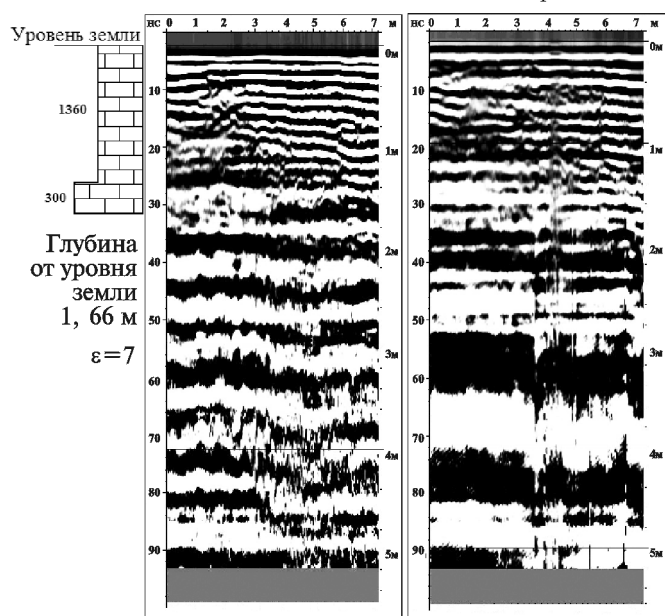 нс 0 1 2 3 4 5 6 7 м
0м
10
1м
20
30
2м
40
50
3м
60
70
4м
80
90
5м
нс 0 1 2 3 4 5 6 7 м
0м
10
1м
20
30
2м
40
50
3м
60
70
4м
80
90
5м
Уровень земли
1360
300
Глубина
от уровня
земли
1, 66 м
ε=7